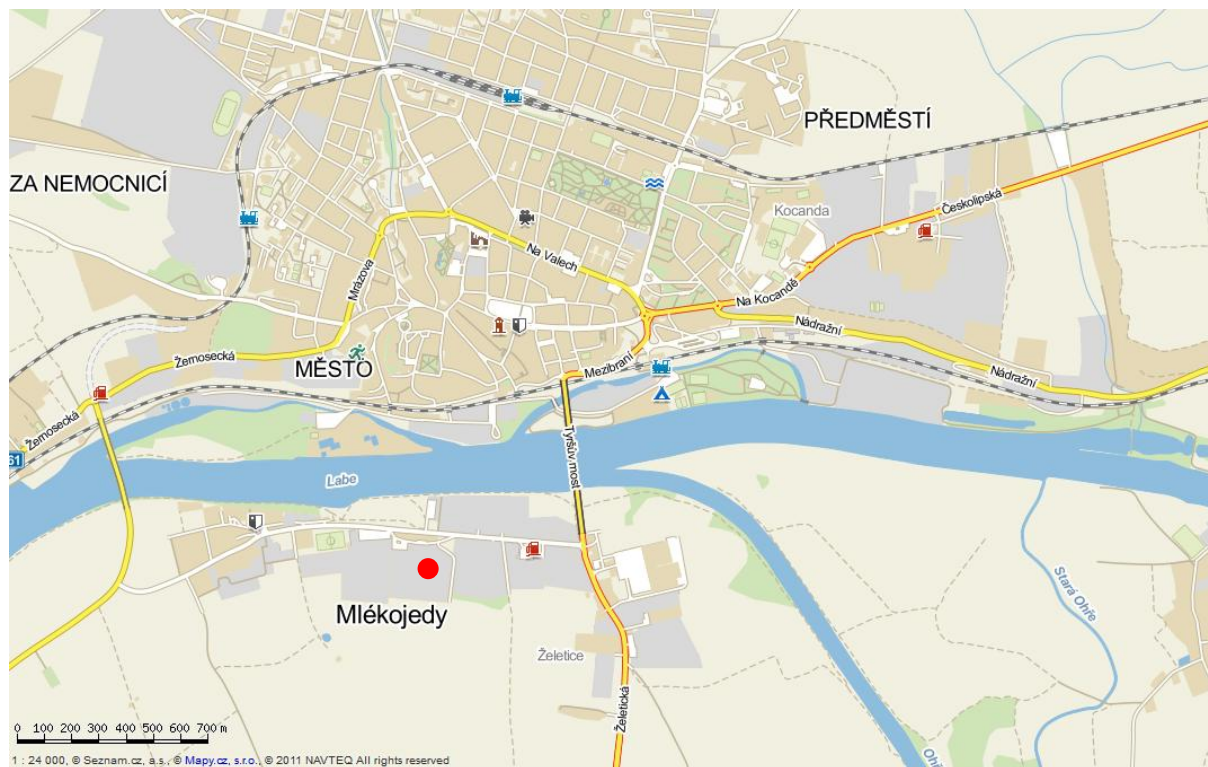 PŘEDMĚSTÍ
ZA NEMOCNICÍ
Českolipská
Kocanda
Na Valech
Mrázova
Na Kocandě
Nádražní
Žernosecká
MĚSTO
Mezibraní
Nádražní
Žernosecká
61
Tyršův most
Labe
Stará Ohře
Mlékojedy
Želetice
Želetická
Ohř
0 100 200 300 400 500 600 700 m
1 : 24 000, © Seznam.cz, a.s., © Mapy.cz, s.r.o., © 2011 NAVTEQ All rights reserved